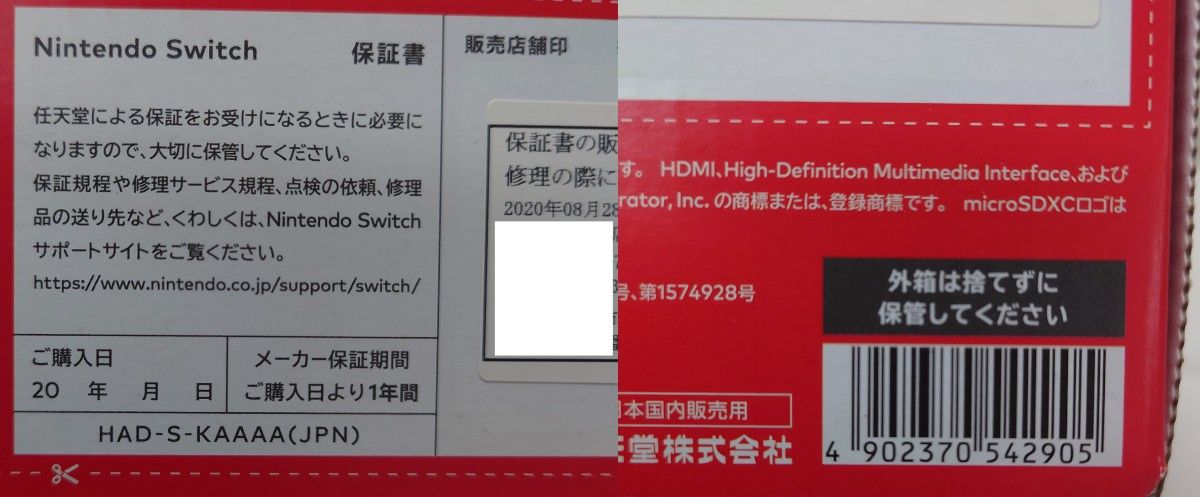 Nintendo Switch 保証書
任天堂による保証をお受けになるときに必要に
なりますので、大切に保管してください。
保証規程や修理サービス規程、点検の依頼、修理
品の送り先など、くわしくは、Nintendo Switch
サポートサイトをご覧ください。
https://www.nintendo.co.jp/support/switch/
ご購入日
20 年 月 日
メーカー保証期間
ご購入日より1年間
HAD-S-KAAAA(JPN)
販売店舗印
保証書の販
修理の際に
2020年08月28
す。 HDMI、High-Definition Multimedia Interface、および
rator, Inc. の商標または、登録商標です。 microSDXCロゴは
号、第1574928号
外箱は捨てずに
保管してください
日本国内販売用
任天堂株式会社
4 902370 542905